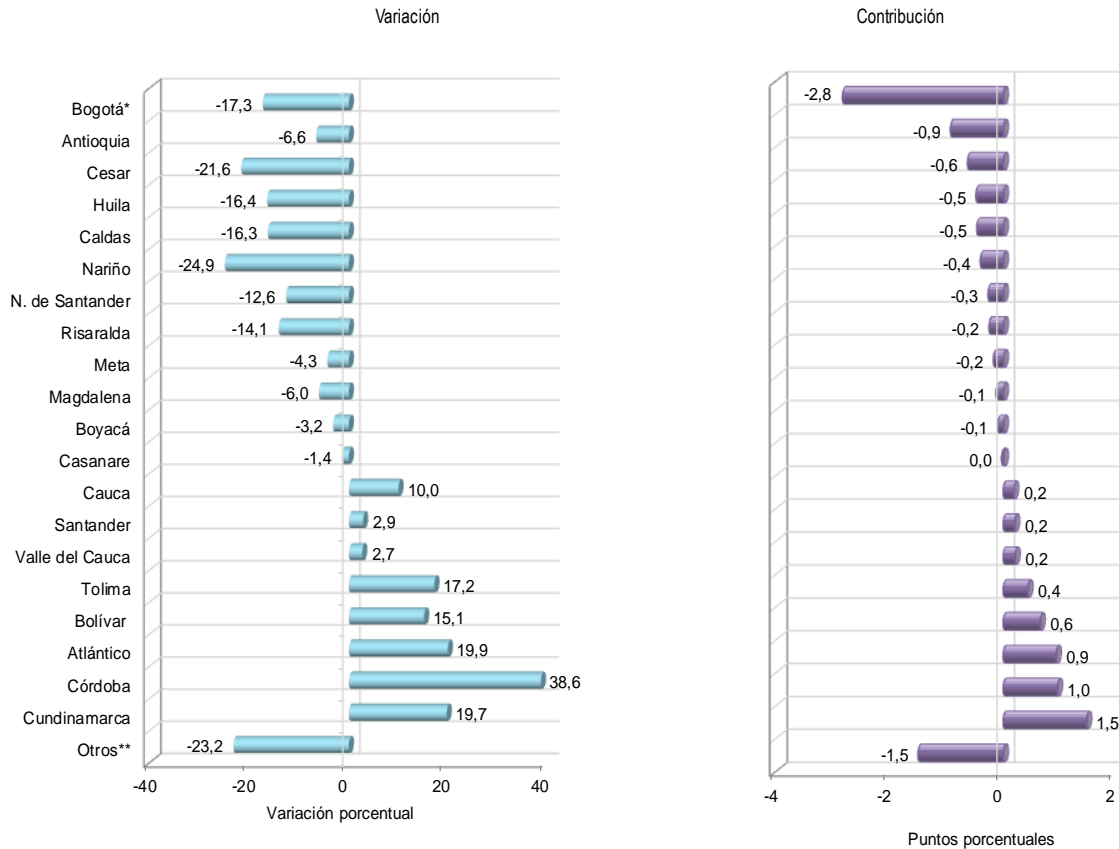 Variación
Contribución
Bogotá* -17,3 -2,8
Antioquia -6,6 -0,9
Cesar -21,6 -0,6
Huila -16,4 -0,5
Caldas -16,3 -0,5
Nariño -24,9 -0,4
N. de Santander -12,6 -0,3
Risaralda -14,1 -0,2
Meta -4,3 -0,2
Magdalena -6,0 -0,1
Boyacá -3,2 -0,1
Casanare -1,4 0,0
Cauca 10,0 0,2
Santander 2,9 0,2
Valle del Cauca 2,7 0,2
Tolima 17,2 0,4
Bolívar 15,1 0,6
Atlántico 19,9 0,9
Córdoba 38,6 1,0
Cundinamarca 19,7 1,5
Otros** -23,2 -1,5
-40 -20 0 20 40
-4 -2 0 2
Variación porcentual
Puntos porcentuales